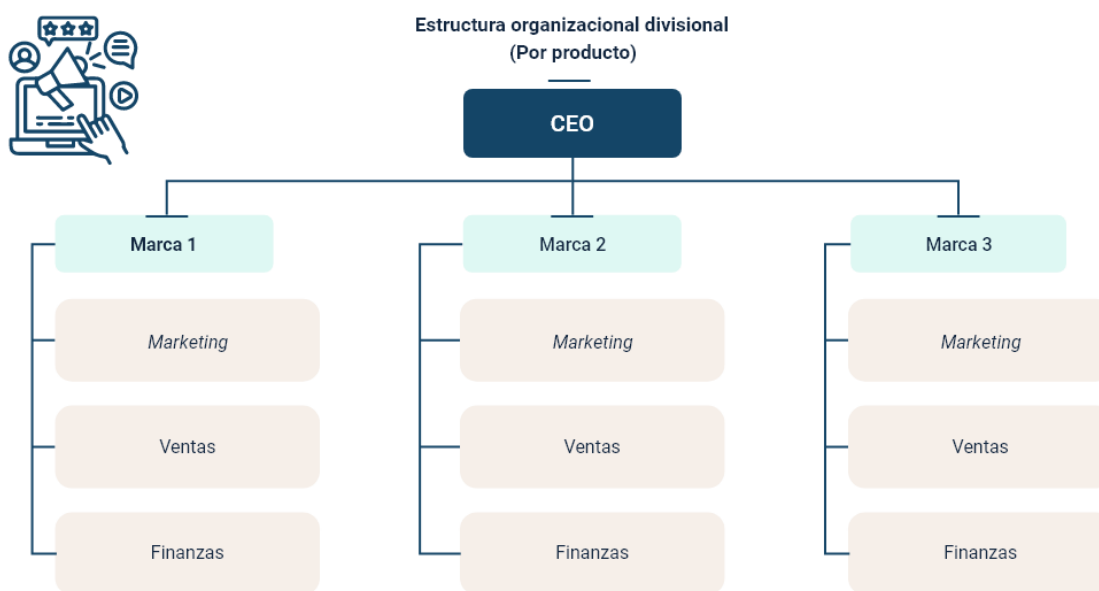 Estructura organizacional divisional
(Por producto)
CEO
Marca 1
Marca 2
Marca 3
Marketing
Marketing
Marketing
Ventas
Ventas
Ventas
Finanzas
Finanzas
Finanzas